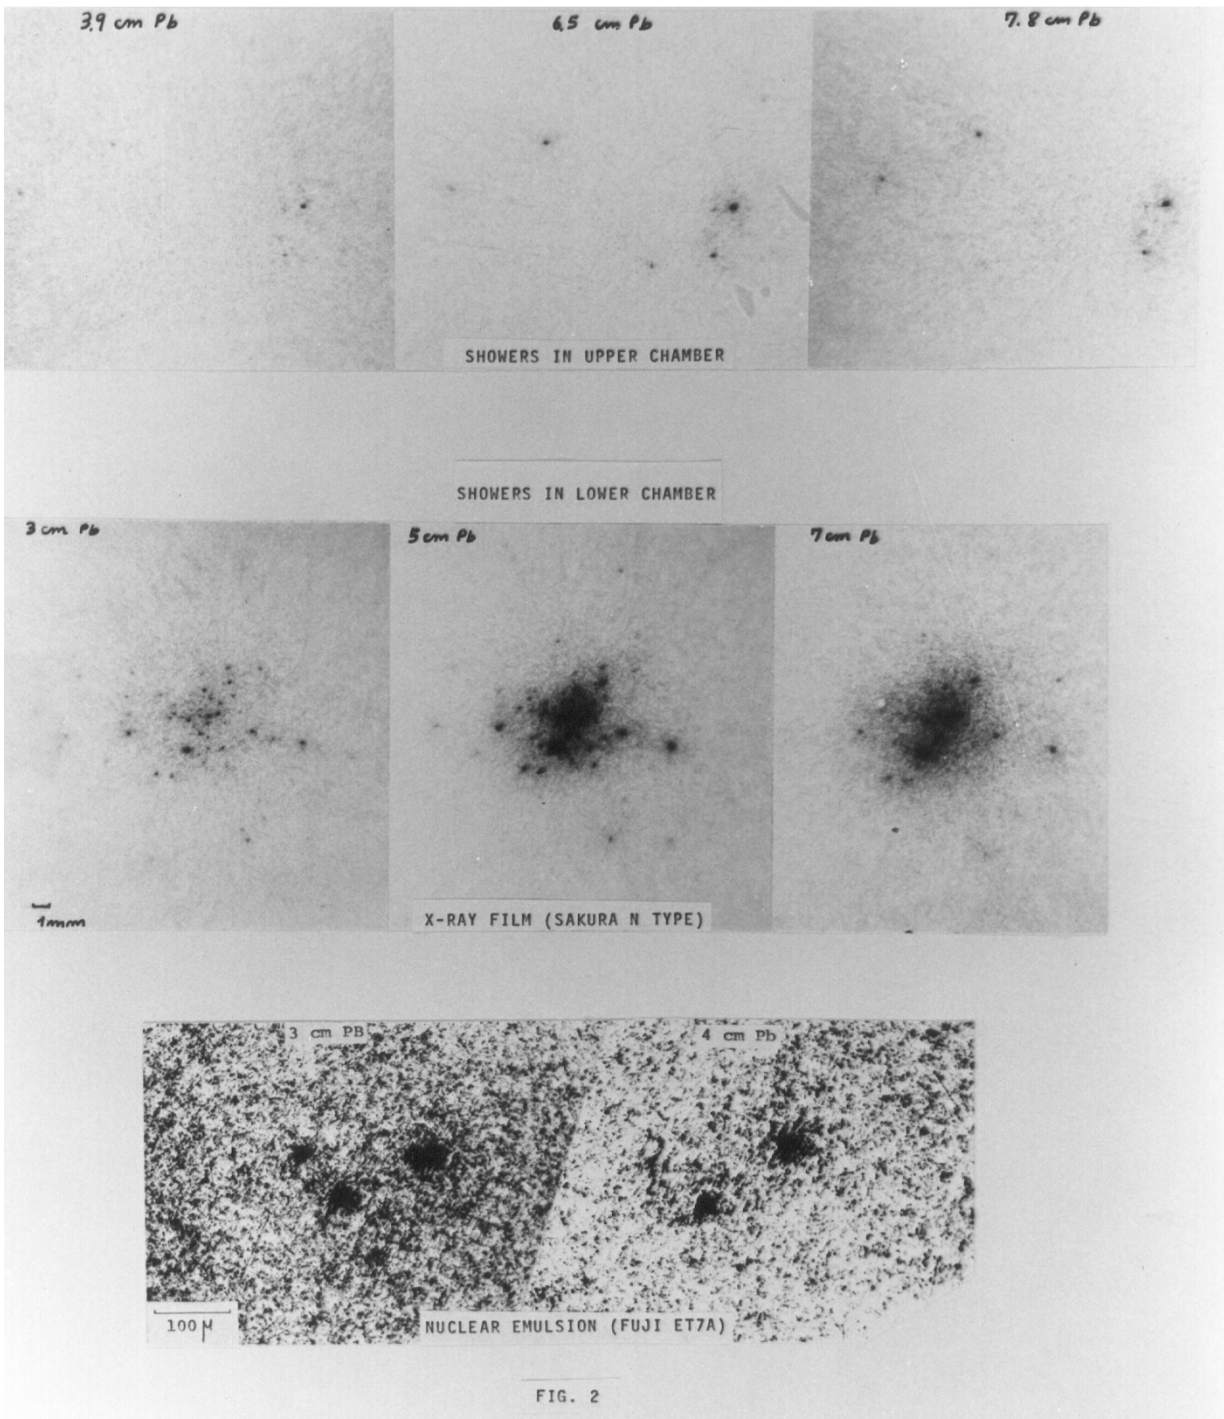 3.9 cm Pb
6.5 cm Pb
7.8 cm Pb
SHOWERS IN UPPER CHAMBER
SHOWERS IN LOWER CHAMBER
3 cm Pb
5 cm Pb
7 cm Pb
1mm
X-RAY FILM (SAKURA N TYPE)
3 cm PB
4 cm Pb
100 μ
NUCLEAR EMULSION (FUJI ET7A)
FIG. 2